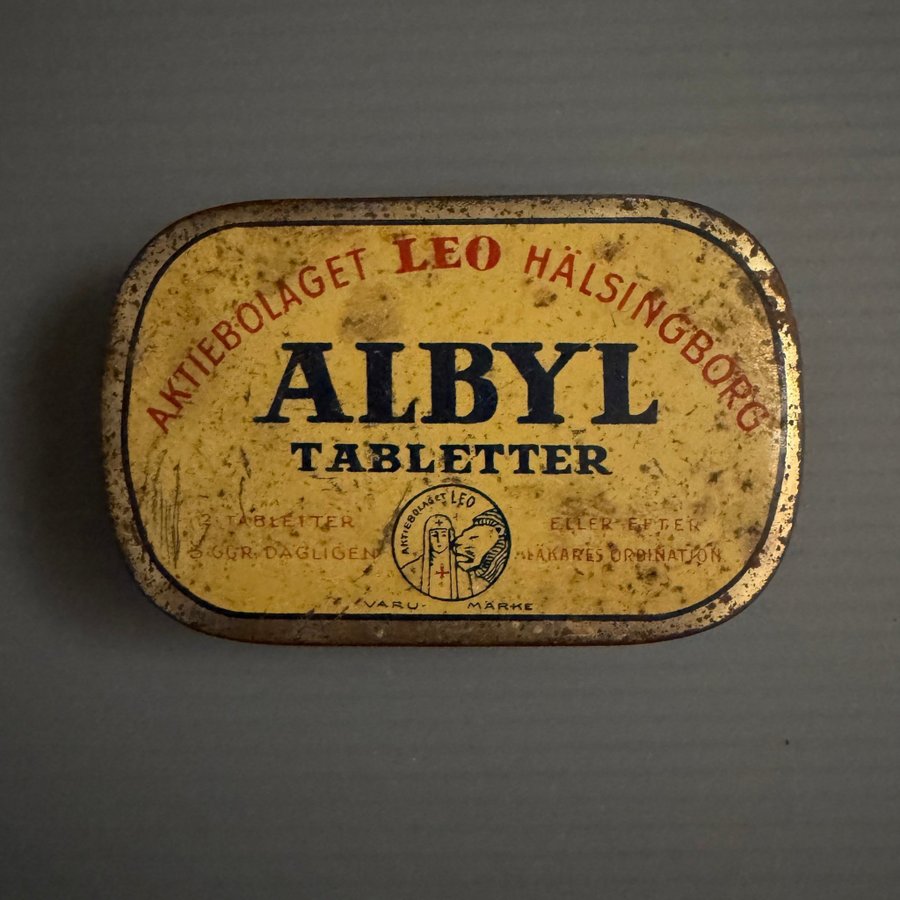 AKTIEBOLAGET LEO HÄLSINGBORG
ALBYL
TABLETTER
2 TABLETTER
3 GGR. DAGLIGEN
AKTIEBOLAGET LEO
ELLER EFTER
LÄKARES ORDINATION
VARU- MÄRKE